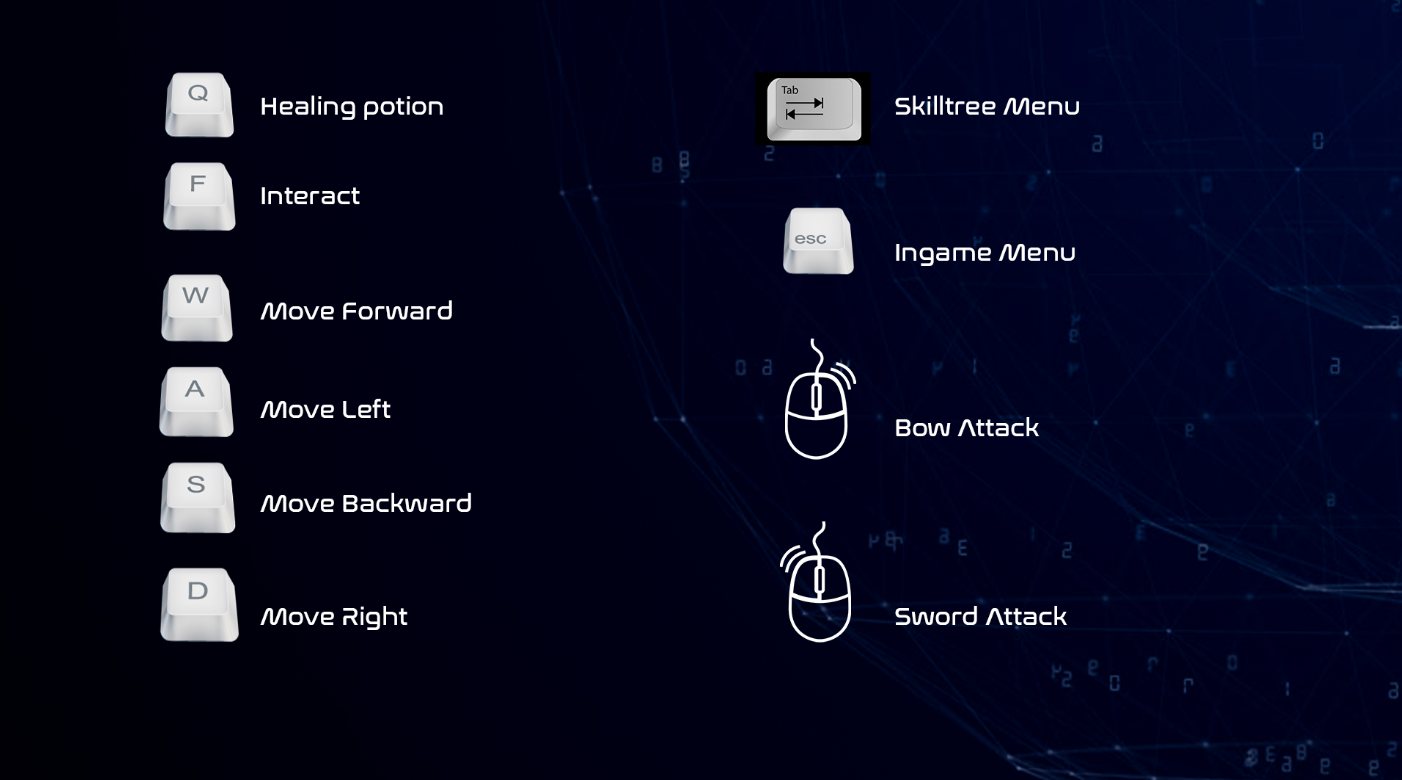 Q Healing potion
F Interact
W Move Forward
A Move Left
S Move Backward
D Move Right
Tab Skilltree Menu
esc Ingame Menu
Bow Attack
Sword Attack